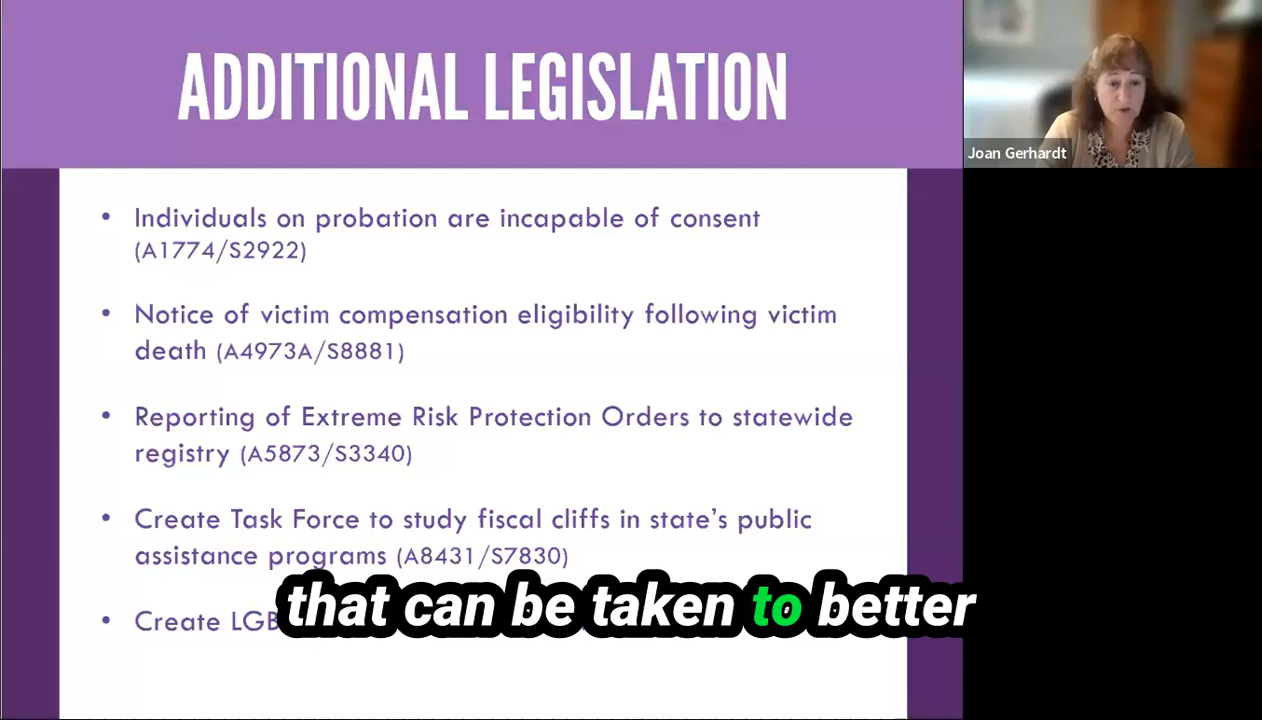 ADDITIONAL LEGISLATION
Joan Gerhardt
• Individuals on probation are incapable of consent
(A1774/S2922)
• Notice of victim compensation eligibility following victim
death (A4973A/S8881)
• Reporting of Extreme Risk Protection Orders to statewide
registry (A5873/S3340)
• Create Task Force to study fiscal cliffs in state's public
assistance programs (A8431/S7830)
• Create
that can be taken to better